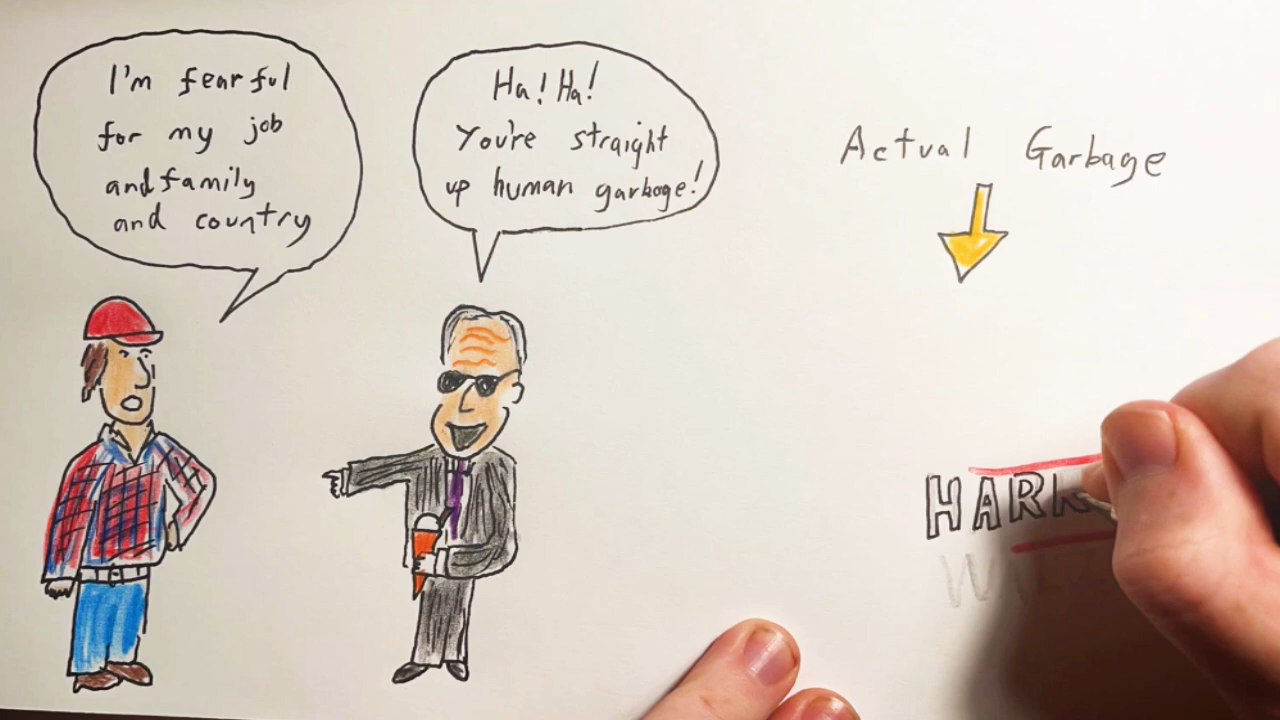 I'm fearful
for my job
and family
and country
Ha! Ha!
You're straight
up human garbage!
Actual Garbage